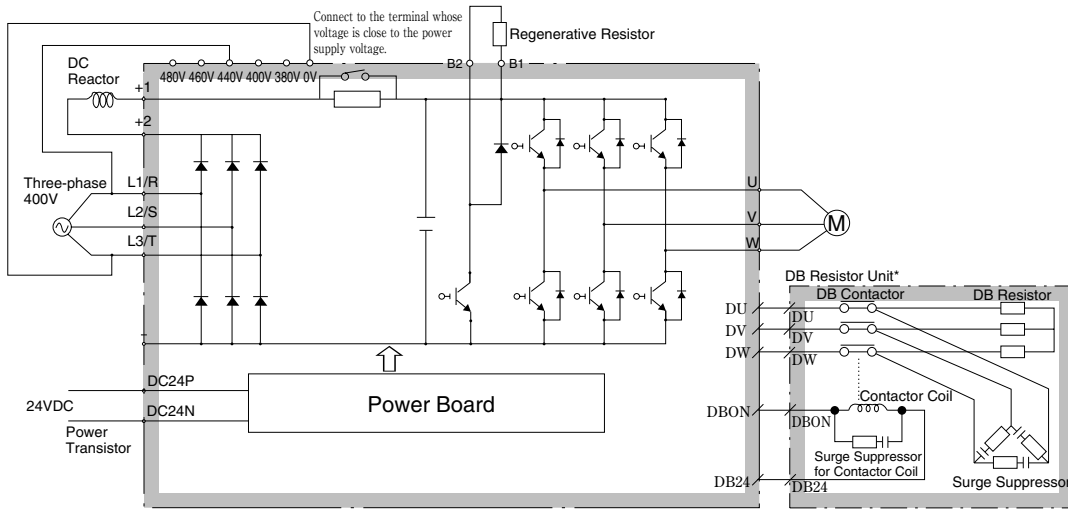 Connect to the terminal whose
voltage is close to the power
supply voltage.
Regenerative Resistor
B2
B1
DC
Reactor
480V 460V 440V 400V 380V 0V
+1
+2
Three-phase
400V
L1/R
L2/S
L3/T
U
V
W
M
DB Resistor Unit*
DB Contactor
DB Resistor
DU
DU
DV
DV
DW
DW
–
DC24P
24VDC
DC24N
Power
Transistor
Power Board
Contactor Coil
DBON
DBON
Surge Suppressor
for Contactor Coil
DB24
DB24
Surge Suppressor